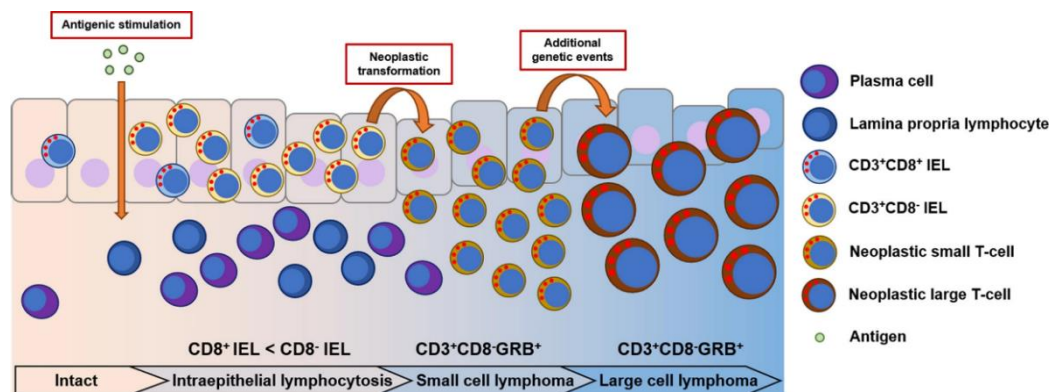 Antigenic stimulation
Neoplastic
transformation
Additional
genetic events
CD8⁺ IEL < CD8⁻ IEL
CD3⁺CD8⁻GRB⁺
CD3⁺CD8⁻GRB⁺
Intact
Intraepithelial lymphocytosis
Small cell lymphoma
Large cell lymphoma
Plasma cell
Lamina propria lymphocyte
CD3⁺CD8⁺ IEL
CD3⁺CD8⁻ IEL
Neoplastic small T-cell
Neoplastic large T-cell
Antigen